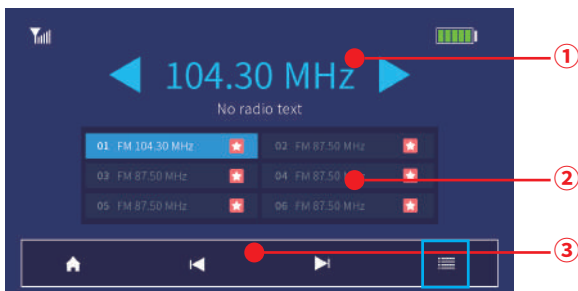 104.30 MHz
①
No radio text
01 FM 104.30 MHz
02 FM 87.50 MHz
03 FM 87.50 MHz
04 FM 87.50 MHz
②
05 FM 87.50 MHz
06 FM 87.50 MHz
③